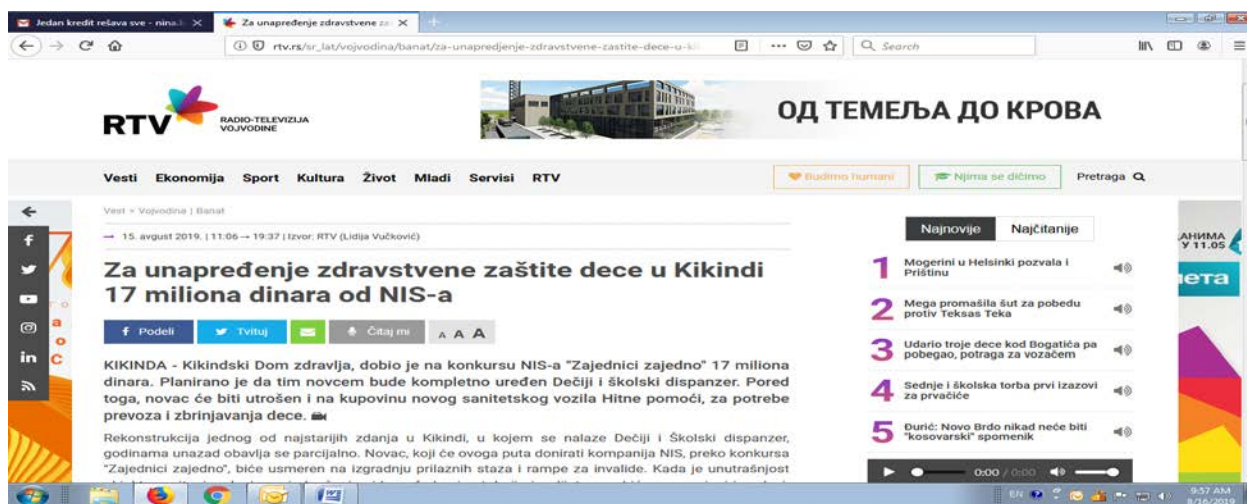 Jedan kredit rešava sve - nina.
Za unapređenje zdravstvene za
rtv.rs/sr_lat/vojvodina/banat/za-unapredjenje-zdravstvene-zastite-dece-u-ki
Search
RTV RADIO-TELEVIZIJA
VOJVODINE
ОД ТЕМЕЉА ДО КРОВА
Vesti Ekonomija Sport Kultura Život Mladi Servisi RTV
Budimo humani
Njima se dičimo
Pretraga
Vest > Vojvodina | Banat
15. avgust 2019. | 11:06 → 19:37 | Izvor: RTV (Lidija Vučković)
Za unapređenje zdravstvene zaštite dece u Kikindi
17 miliona dinara od NIS-a
Podeli Tvituj Čitaj mi A A A
KIKINDA - Kikindski Dom zdravlja, dobio je na konkursu NIS-a "Zajednici zajedno" 17 miliona
dinara. Planirano je da tim novcem bude kompletno uređen Dečiji i školski dispanzer. Pored
toga, novac će biti utrošen i na kupovinu novog sanitetskog vozila Hitne pomoći, za potrebe
prevoza i zbrinjavanja dece.
Rekonstrukcija jednog od najstarijih zdanja u Kikindi, u kojem se nalaze Dečiji i Školski dispanzer,
godinama unazad obavlja se parcijalno. Novac, koji će ovoga puta donirati kompanija NIS, preko konkursa
"Zajednici zajedno", biće usmeren na izgradnju prilaznih staza i rampe za invalide. Kada je unutrašnjost
Najnovije Najčitanije
1 Mogerini u Helsinki pozvala i
Prištinu
2 Mega promašila šut za pobedu
protiv Teksas Teka
3 Udario troje dece kod Bogatića pa
pobegao, potraga za vozačem
4 Sednje i školska torba prvi izazovi
za prvačiće
5 Đurić: Novo Brdo nikad neće biti
"kosovarski" spomenik
0:00 / 0:00
АНИМА
У 11.05
ета
EN
9:57 AM
8/16/2019